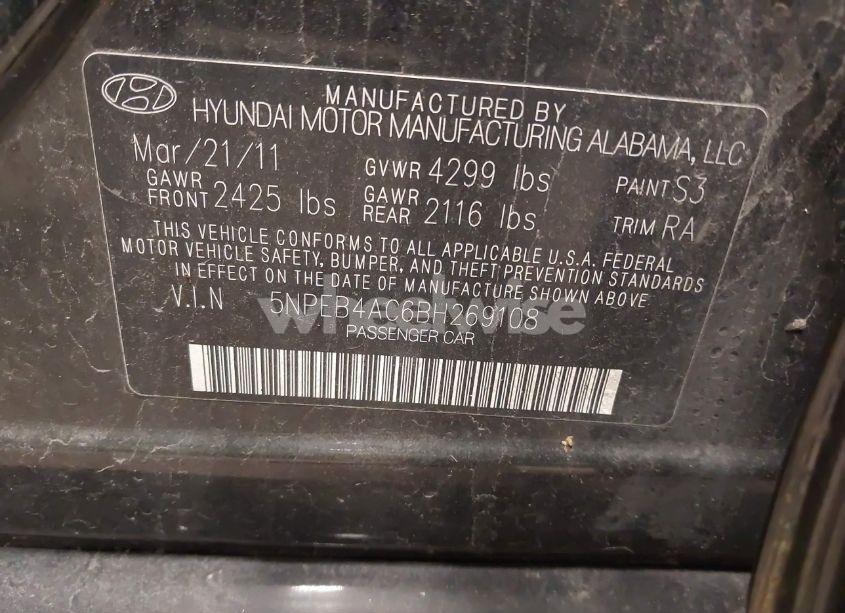 MANUFACTURED BY
HYUNDAI MOTOR MANUFACTURING ALABAMA, LLC
Mar/21/11 GVWR 4299 lbs PAINT S3
GAWR FRONT 2425 lbs GAWR REAR 2116 lbs TRIM RA
THIS VEHICLE CONFORMS TO ALL APPLICABLE U.S.A. FEDERAL
MOTOR VEHICLE SAFETY, BUMPER, AND THEFT PREVENTION STANDARDS
IN EFFECT ON THE DATE OF MANUFACTURE SHOWN ABOVE.
V.I.N 5NPEB4AC6BH269108
wheelwise
PASSENGER CAR